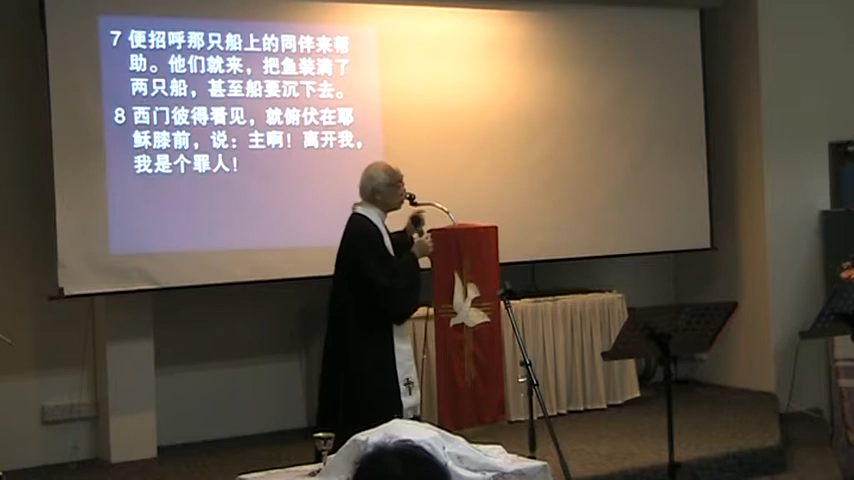 7 便招呼那只船上的同伴来帮
助。他们就来，把鱼装满了
两只船，甚至船要沉下去。
8 西门彼得看见，就俯伏在耶
稣膝前，说：主啊！离开我，
我是个罪人！